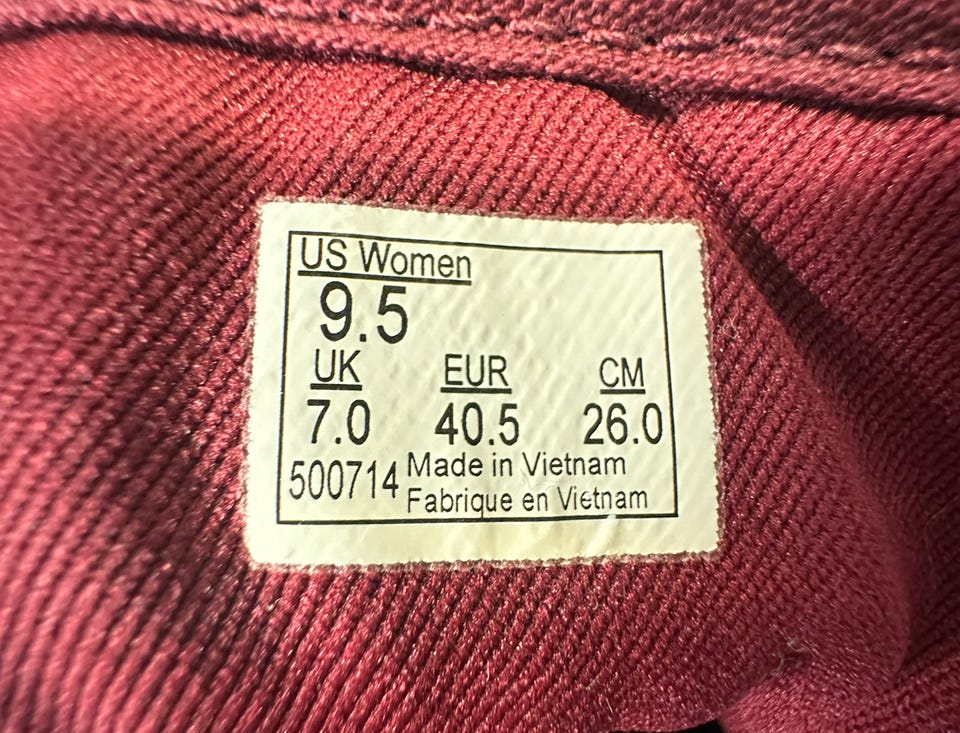 US Women
9.5
UK EUR CM
7.0 40.5 26.0
500714 Made in Vietnam
Fabrique en Vietnam